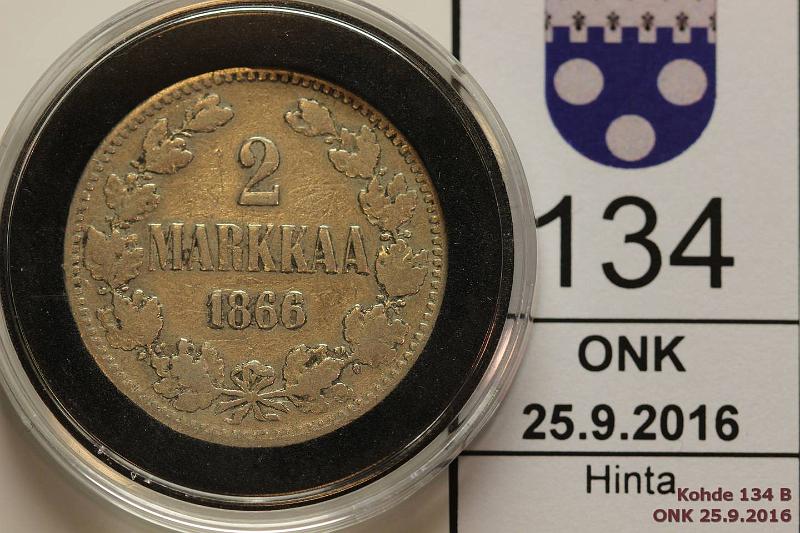 2
MARKKAA
1866
134
ONK
25.9.2016
Hinta
Kohde 134 B
ONK 25.9.2016